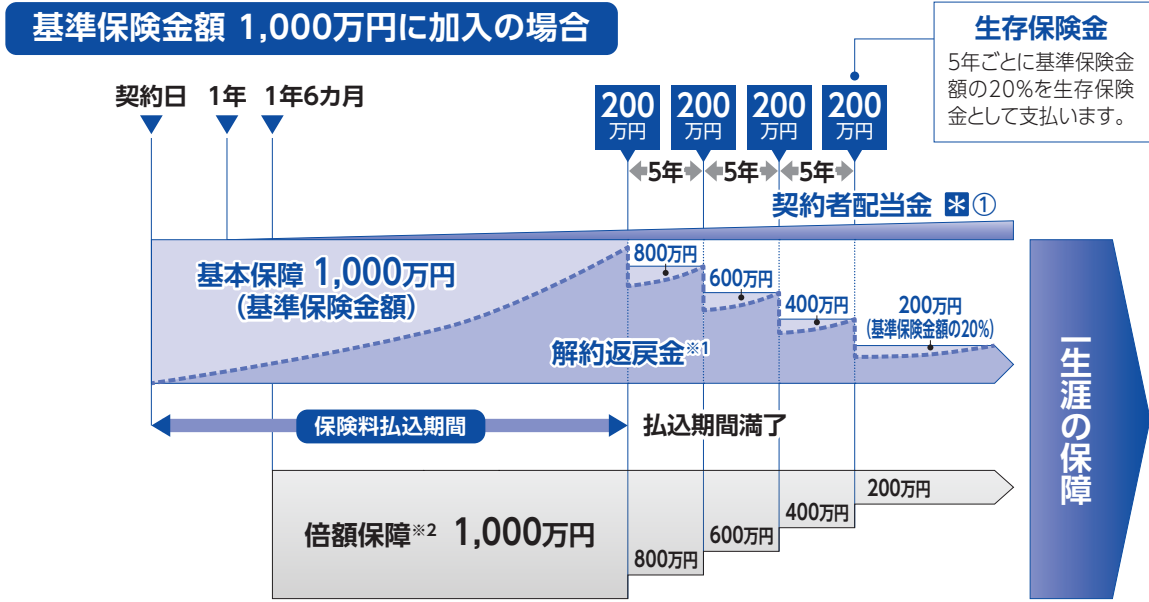 基準保険金額 1,000万円に加入の場合
生存保険金
5年ごとに基準保険金
額の20%を生存保険
金として支払います。
契約日 1年 1年6カ月
200 200 200 200
万円 万円 万円 万円
5年 5年 5年
契約者配当金 *①
基本保障 1,000万円
(基準保険金額)
800万円
600万円
400万円
200万円
(基準保険金額の20%)
解約返戻金※1
保険料払込期間
払込期間満了
倍額保障※2 1,000万円
800万円
600万円
400万円
200万円
一生涯の保障